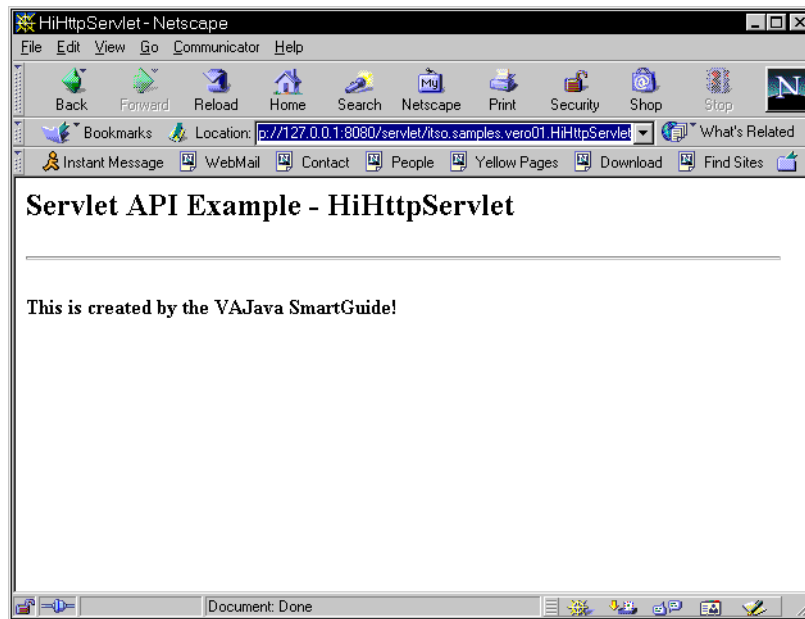 HiHttpServlet - Netscape
File Edit View Go Communicator Help
My
N
Back Forward Reload Home Search Netscape Print Security Shop Stop
Bookmarks Location: p://127.0.0.1:8080/servlet/itso.samples.vero01.HiHttpServlet What's Related
Instant Message WebMail Contact People Yellow Pages Download Find Sites
Servlet API Example - HiHttpServlet
This is created by the VAJava SmartGuide!
Document: Done